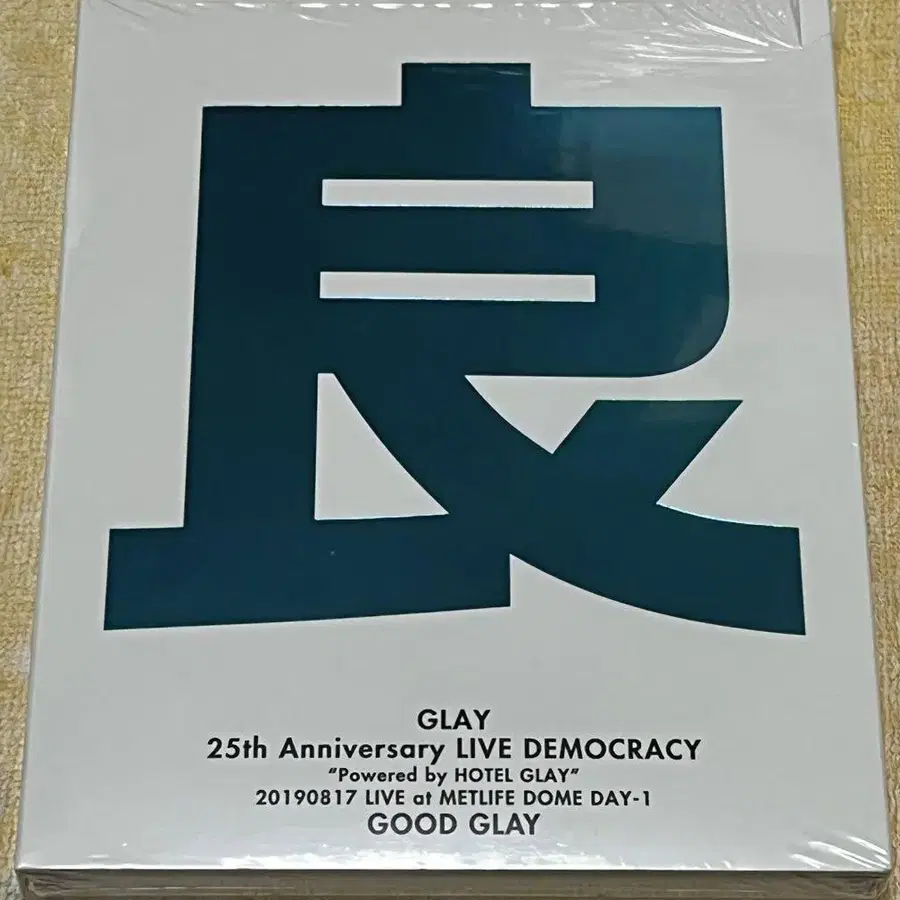 良
GLAY
25th Anniversary LIVE DEMOCRACY
"Powered by HOTEL GLAY"
20190817 LIVE at METLIFE DOME DAY-1
GOOD GLAY